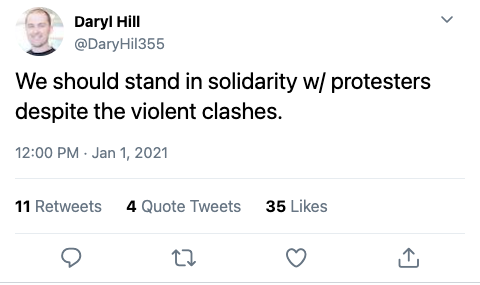 Daryl Hill
@DaryHil355
We should stand in solidarity w/ protesters
despite the violent clashes.
12:00 PM · Jan 1, 2021
11 Retweets 4 Quote Tweets 35 Likes